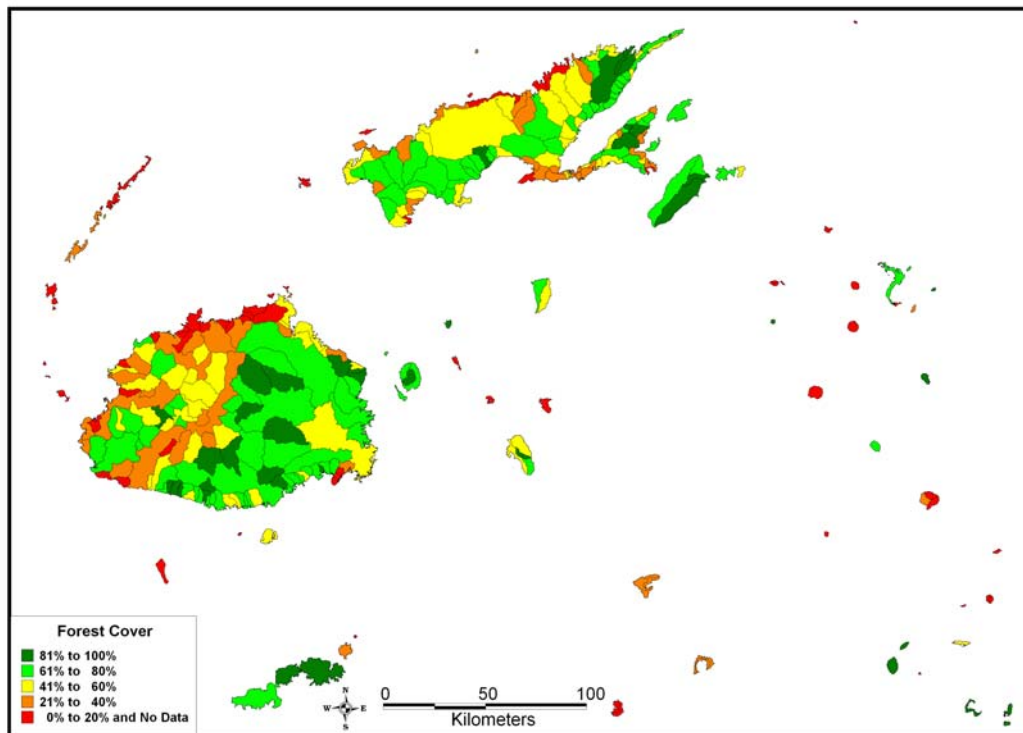 Forest Cover
81% to 100%
61% to 80%
41% to 60%
21% to 40%
0% to 20% and No Data
N
W E
S
0 50 100
Kilometers